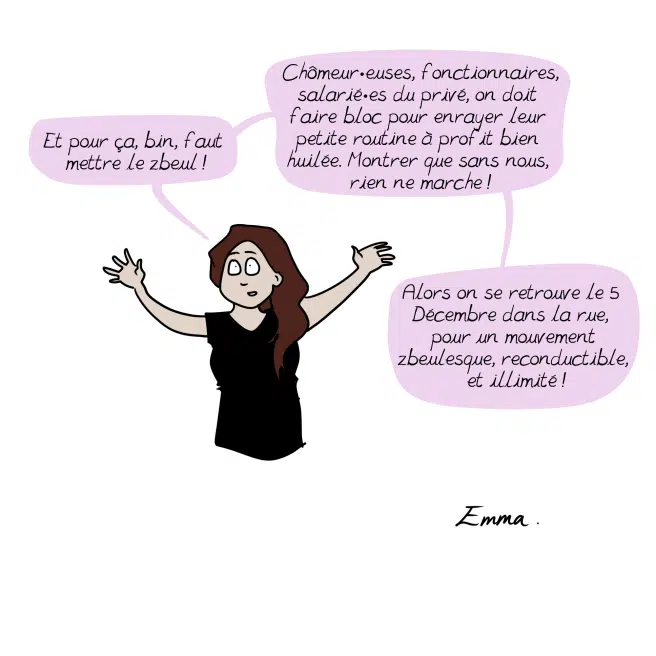 Et pour ça, bin, faut
mettre le zbeul !
Chômeur•euses, fonctionnaires,
salarié•es du privé, on doit
faire bloc pour enrayer leur
petite routine à profit bien
huilée. Montrer que sans nous,
rien ne marche !
Alors on se retrouve le 5
Décembre dans la rue,
pour un mouvement
zbeulesque, reconductible,
et illimité !
Emma .